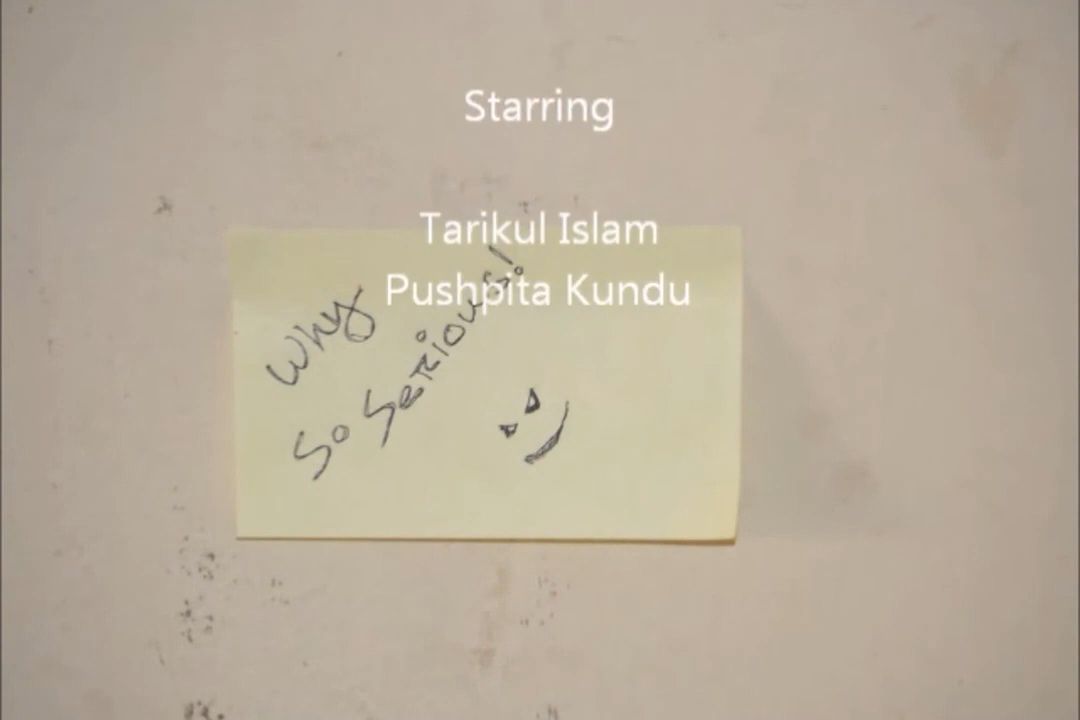 Starring
Tarikul Islam
Pushpita Kundu
Why
So Serious!